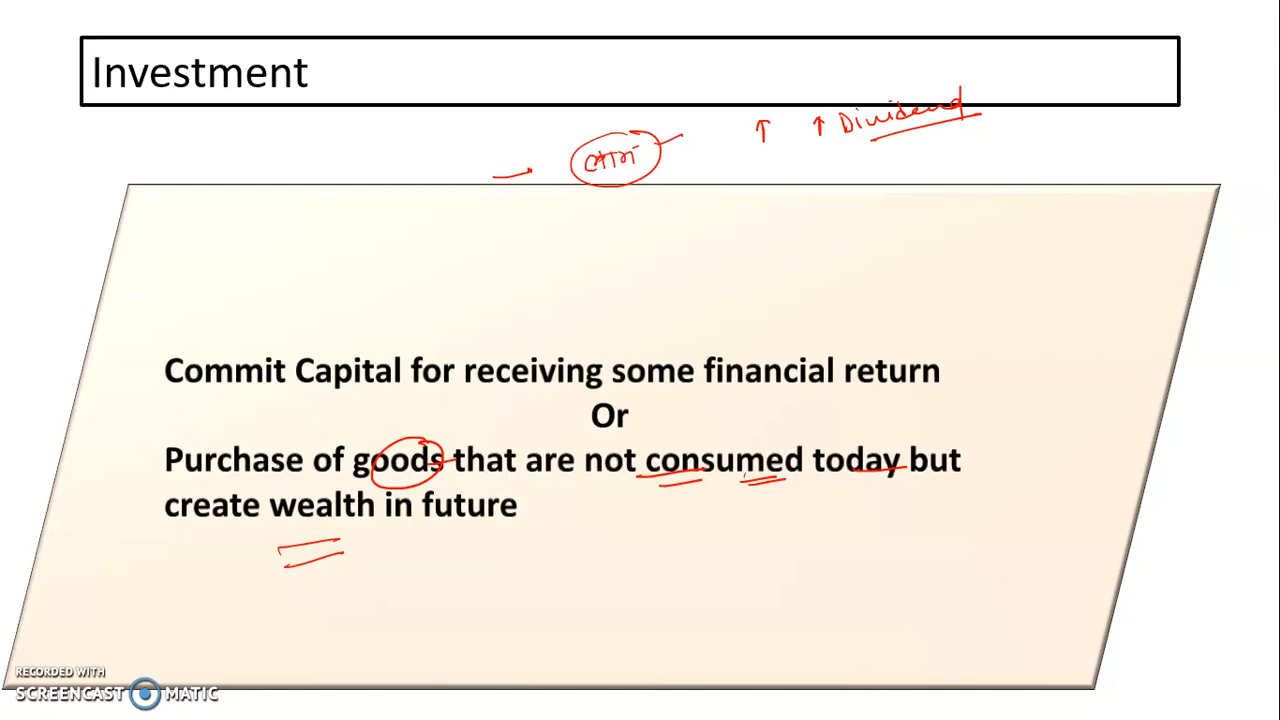 Investment
Dividend
Commit Capital for receiving some financial return
Or
Purchase of goods that are not consumed today but
create wealth in future
RECORDED WITH
SCREENCAST MATIC